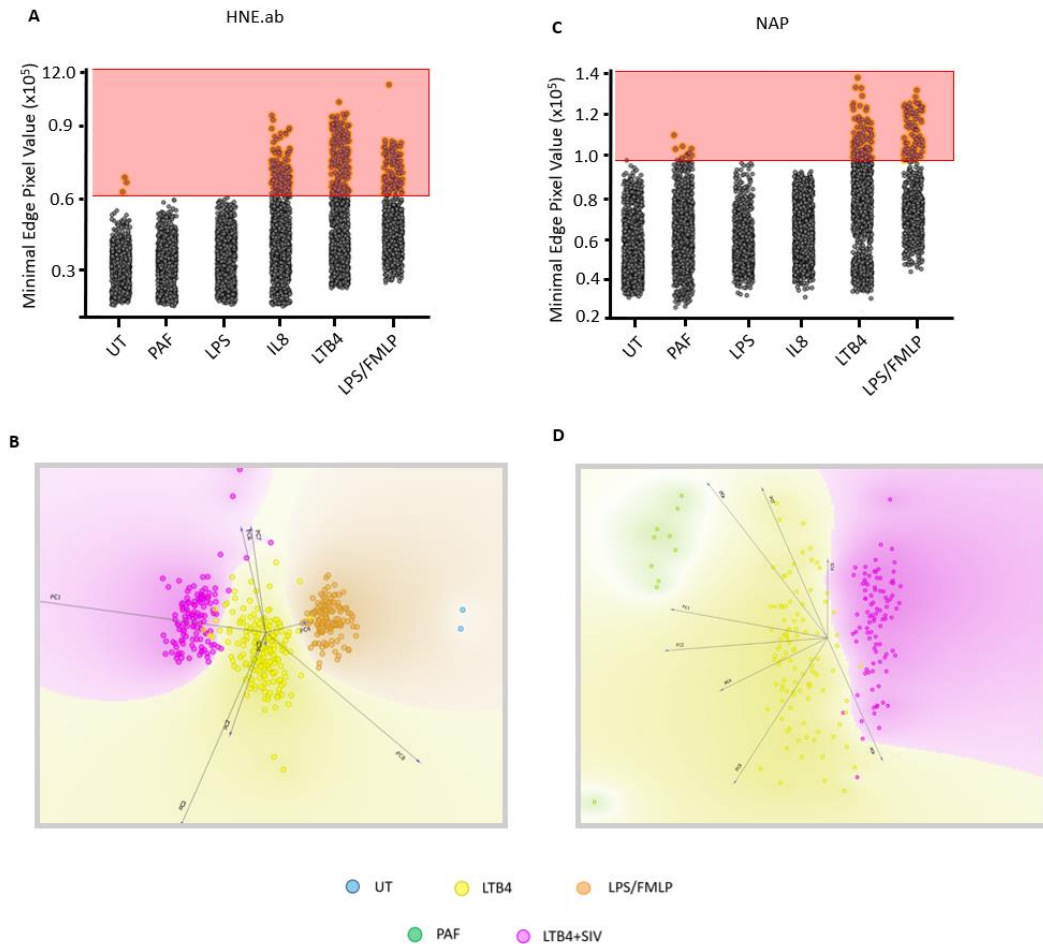 A
HNE.ab
Minimal Edge Pixel Value (x10⁵)
12.0
0.9
0.6
0.3
UT
PAF
LPS
IL8
LTB4
LPS/FMLP
C
NAP
Minimal Edge Pixel Value (x10⁵)
1.4
1.2
1.0
0.8
0.6
0.4
0.2
UT
PAF
LPS
IL8
LTB4
LPS/FMLP
B
PC1
PC7
D
PC1
UT
LTB4
LPS/FMLP
PAF
LTB4+SIV